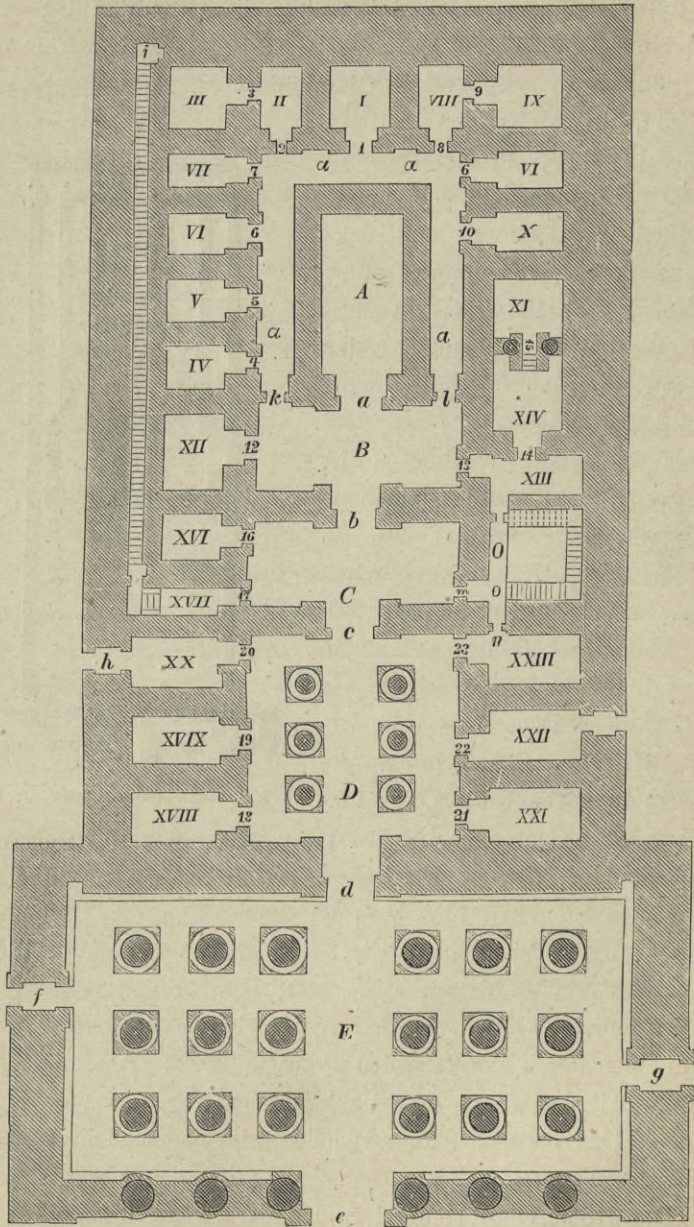 i
III 3 II I VIII 9 IX
2 1 8
a a
VII 7 6 VI
VI 6 10 X
A
XI
V 5
a a
15
IV 4
k a l
XIV
XII 12 B 13 14
XIII
b
XVI 16
O
XVII 17 C m o
c n
h XX 20 23 XXIII
XVIX 19 22 XXII
D
XVIII 18 21 XXI
d
f
E
g
e